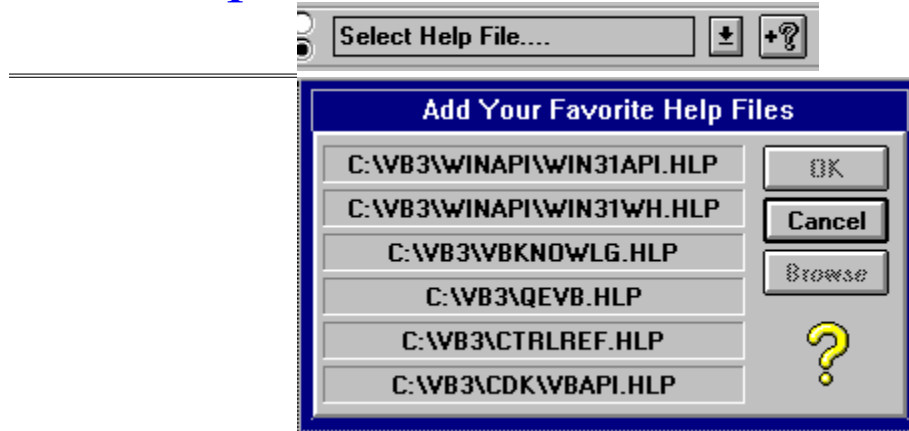 Select Help File....
+?
Add Your Favorite Help Files
C:\VB3\WINAPI\WIN31API.HLP
OK
C:\VB3\WINAPI\WIN31WH.HLP
Cancel
C:\VB3\VBKNOWLG.HLP
Browse
C:\VB3\QEVB.HLP
C:\VB3\CTRLREF.HLP
C:\VB3\CDK\VBAPI.HLP
?